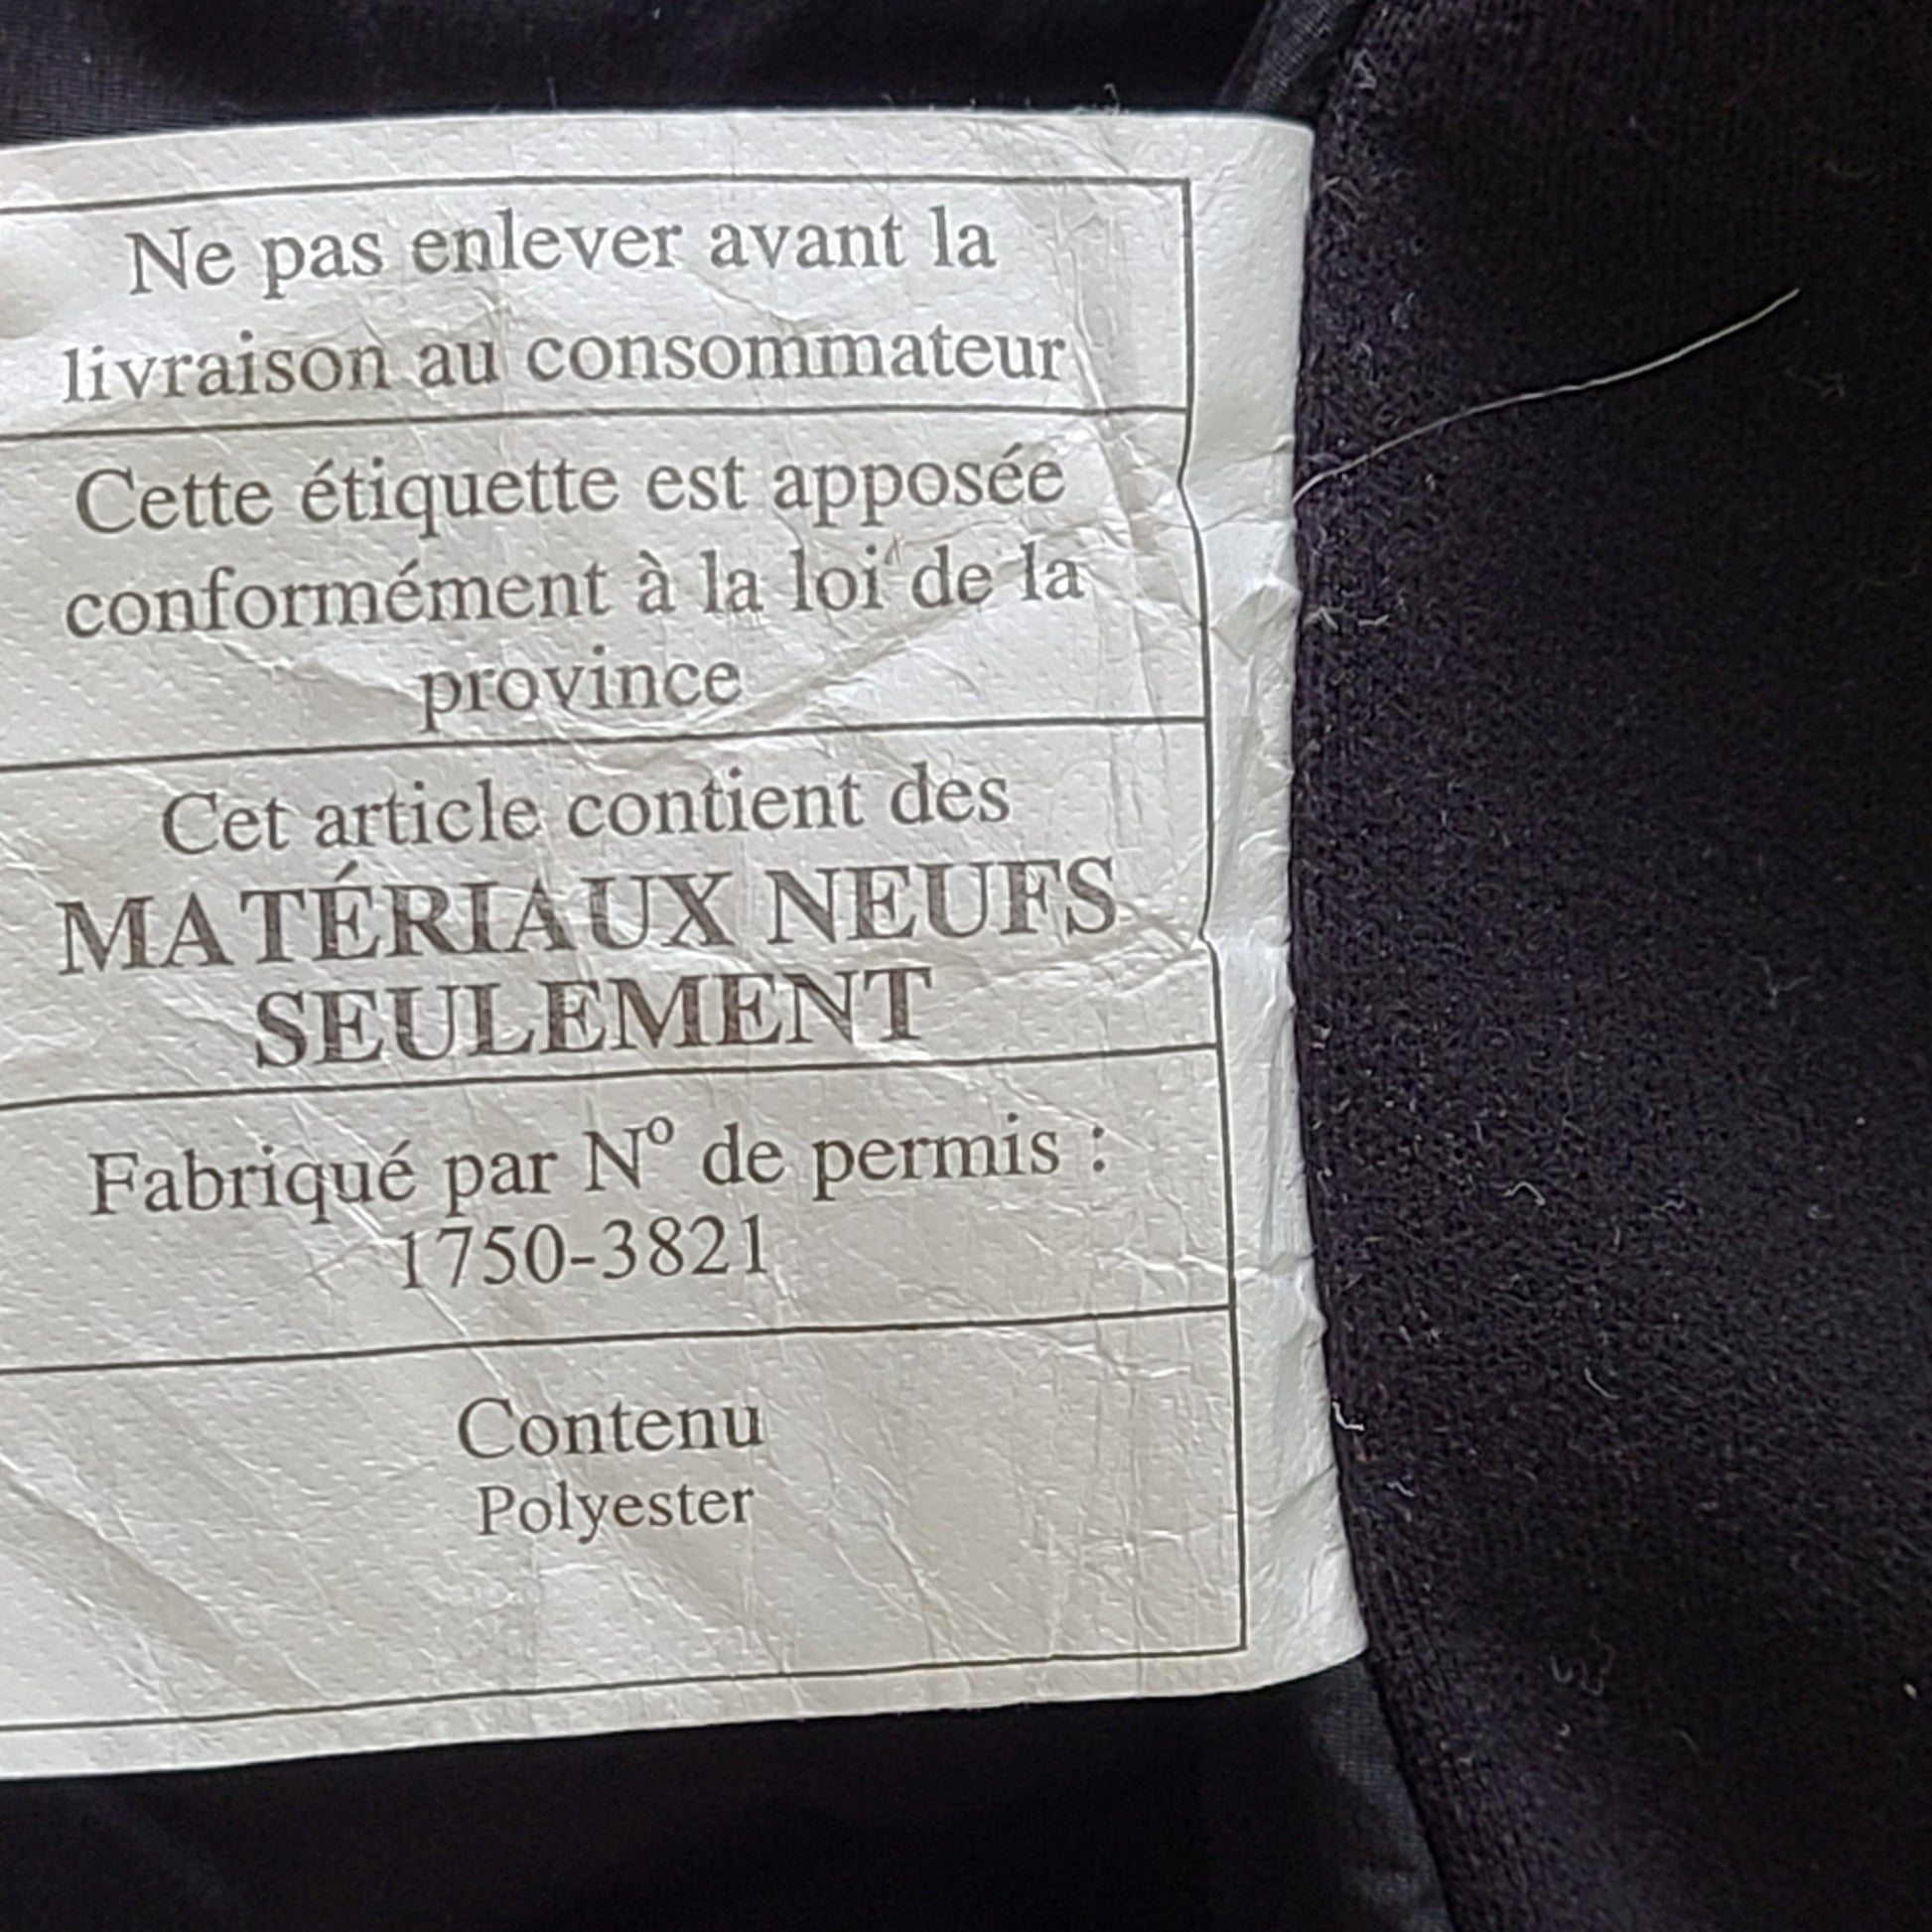 Ne pas enlever avant la
livraison au consommateur
Cette étiquette est apposée
conformément à la loi de la
province
Cet article contient des
MATÉRIAUX NEUFS
SEULEMENT
Fabriqué par Nº de permis :
1750-3821
Contenu
Polyester